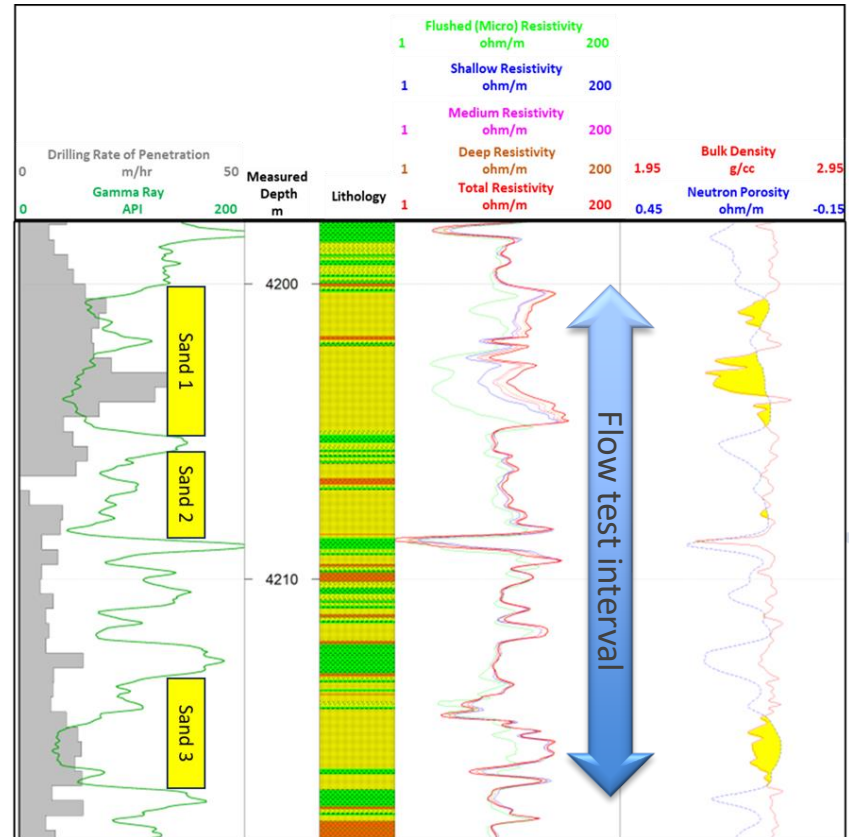 Flushed (Micro) Resistivity
1 ohm/m 200
Shallow Resistivity
1 ohm/m 200
Medium Resistivity
1 ohm/m 200
Drilling Rate of Penetration
0 m/hr 50
Gamma Ray
0 API 200
Measured
Depth
m
Lithology
Deep Resistivity
1 ohm/m 200
Total Resistivity
1 ohm/m 200
Bulk Density
1.95 g/cc 2.95
Neutron Porosity
0.45 ohm/m -0.15
4200
Sand 1
Sand 2
4210
Sand 3
Flow test interval